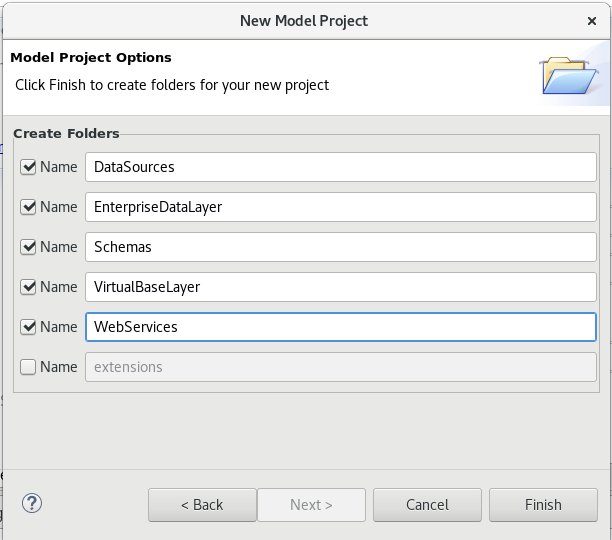 New Model Project ×
Model Project Options
Click Finish to create folders for your new project
Create Folders
Name DataSources
Name EnterpriseDataLayer
Name Schemas
Name VirtualBaseLayer
Name WebServices
Name extensions
? < Back Next > Cancel Finish